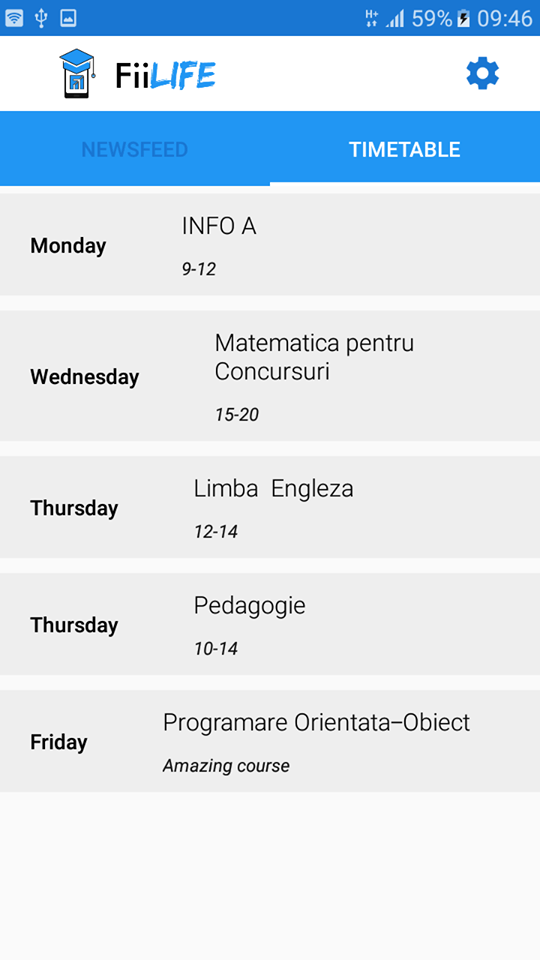 H+ 59% 09:46
FiiLIFE
NEWSFEED TIMETABLE
Monday
INFO A
9-12
Wednesday
Matematica pentru
Concursuri
15-20
Thursday
Limba  Engleza
12-14
Thursday
Pedagogie
10-14
Friday
Programare Orientata–Obiect
Amazing course